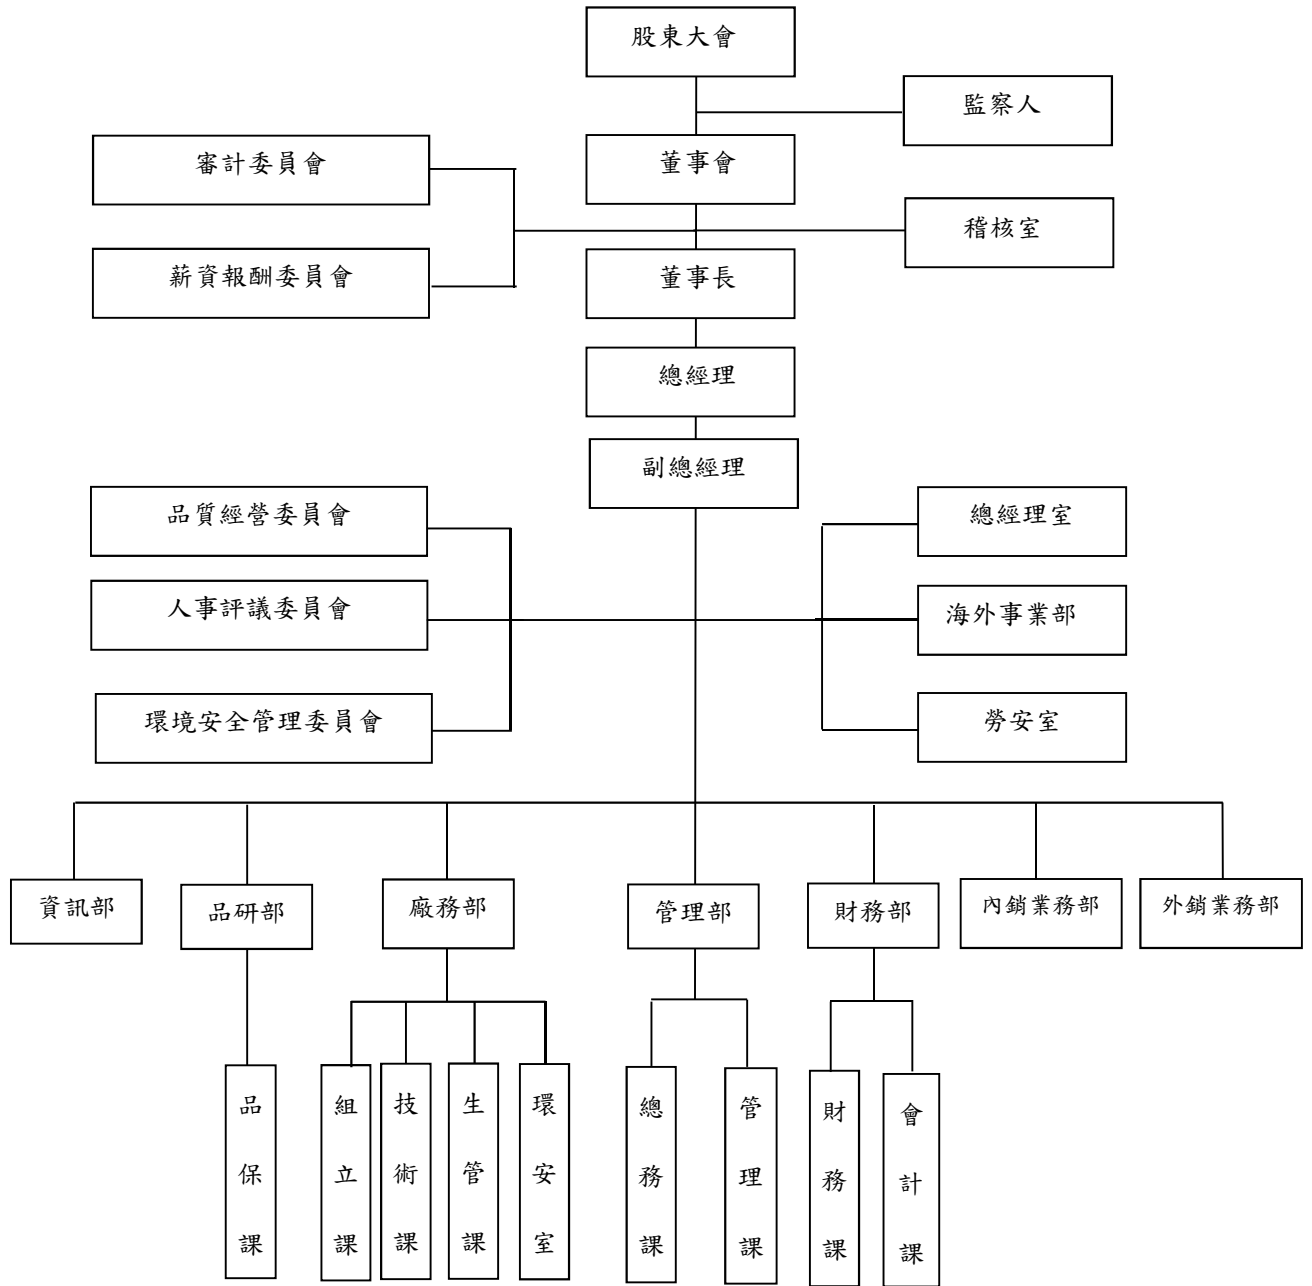 股東大會
監察人
審計委員會
董事會
稽核室
薪資報酬委員會
董事長
總經理
副總經理
品質經營委員會
總經理室
人事評議委員會
海外事業部
環境安全管理委員會
勞安室
資訊部
品研部
廠務部
管理部
財務部
內銷業務部
外銷業務部
品保課
組立課
技術課
生管課
環安室
總務課
管理課
財務課
會計課